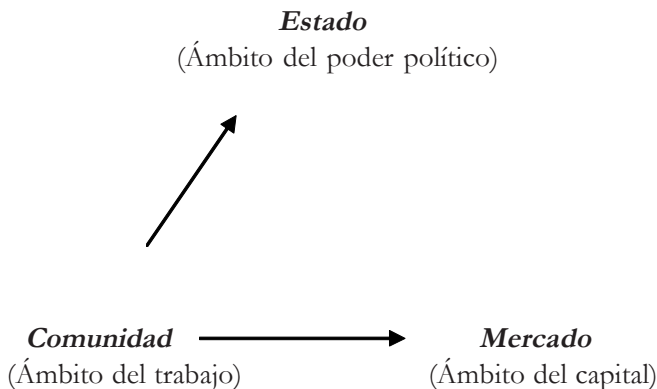 Estado
(Ámbito del poder político)
Comunidad Mercado
(Ámbito del trabajo) (Ámbito del capital)